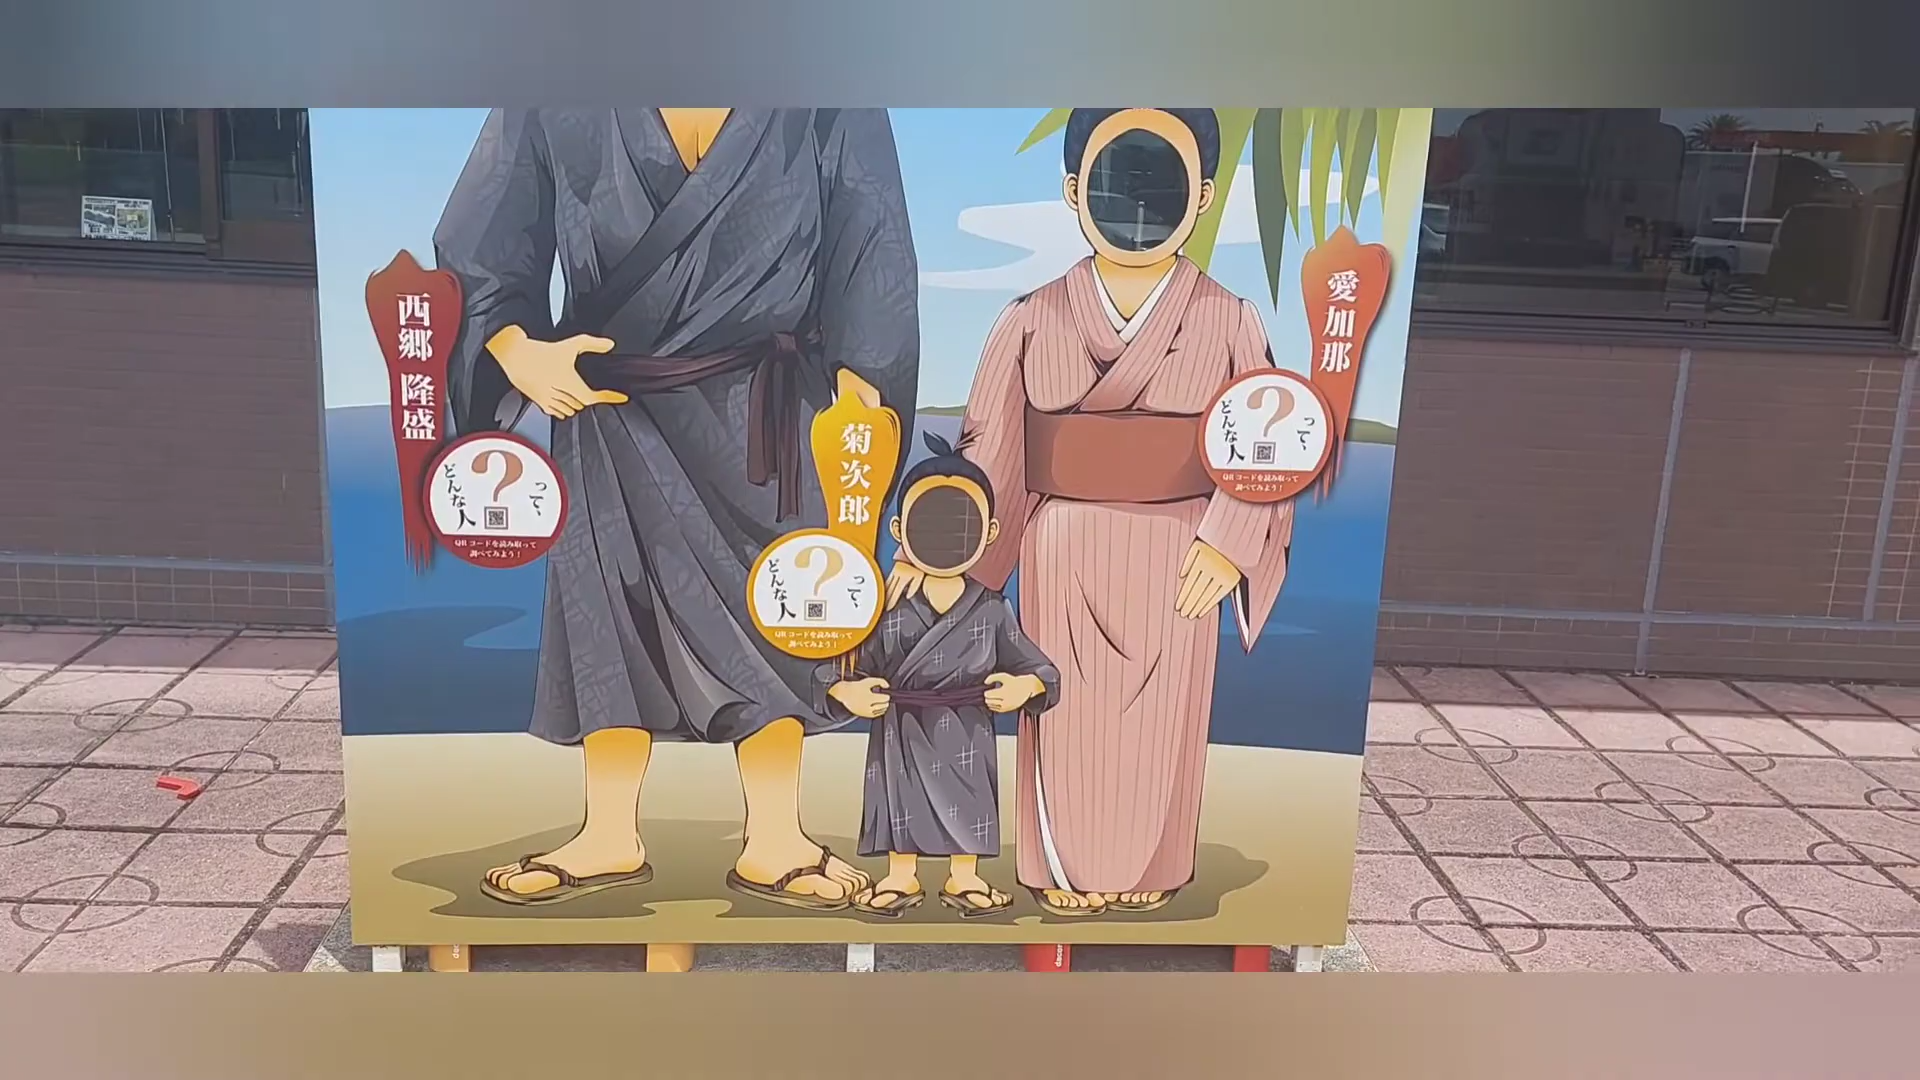 西郷 隆盛
って、
どんな人
?
QRコードを読み取って
調べてみよう!
菊次郎
って、
どんな人
?
QRコードを読み取って
調べてみよう!
愛加那
って、
どんな人
?
QRコードを読み取って
調べてみよう!